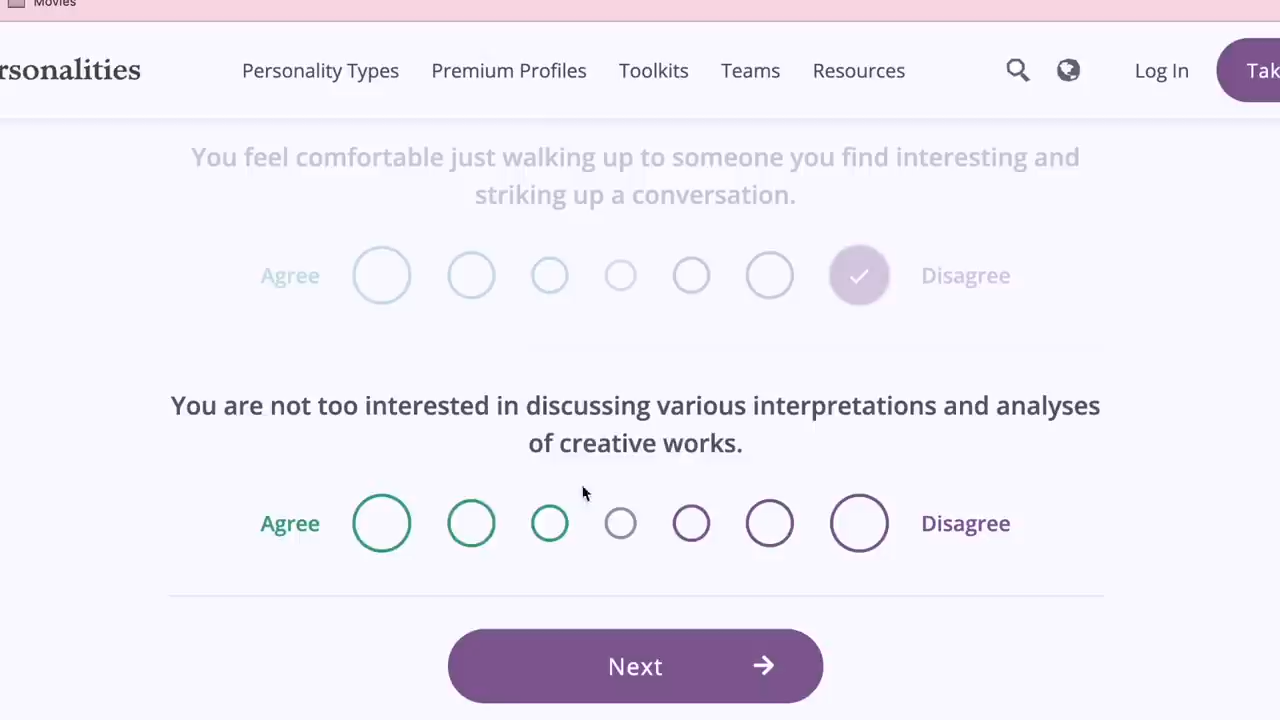 Movies
rsonalities Personality Types Premium Profiles Toolkits Teams Resources Log In Tak
You feel comfortable just walking up to someone you find interesting and
striking up a conversation.
Agree Disagree
You are not too interested in discussing various interpretations and analyses
of creative works.
Agree Disagree
Next